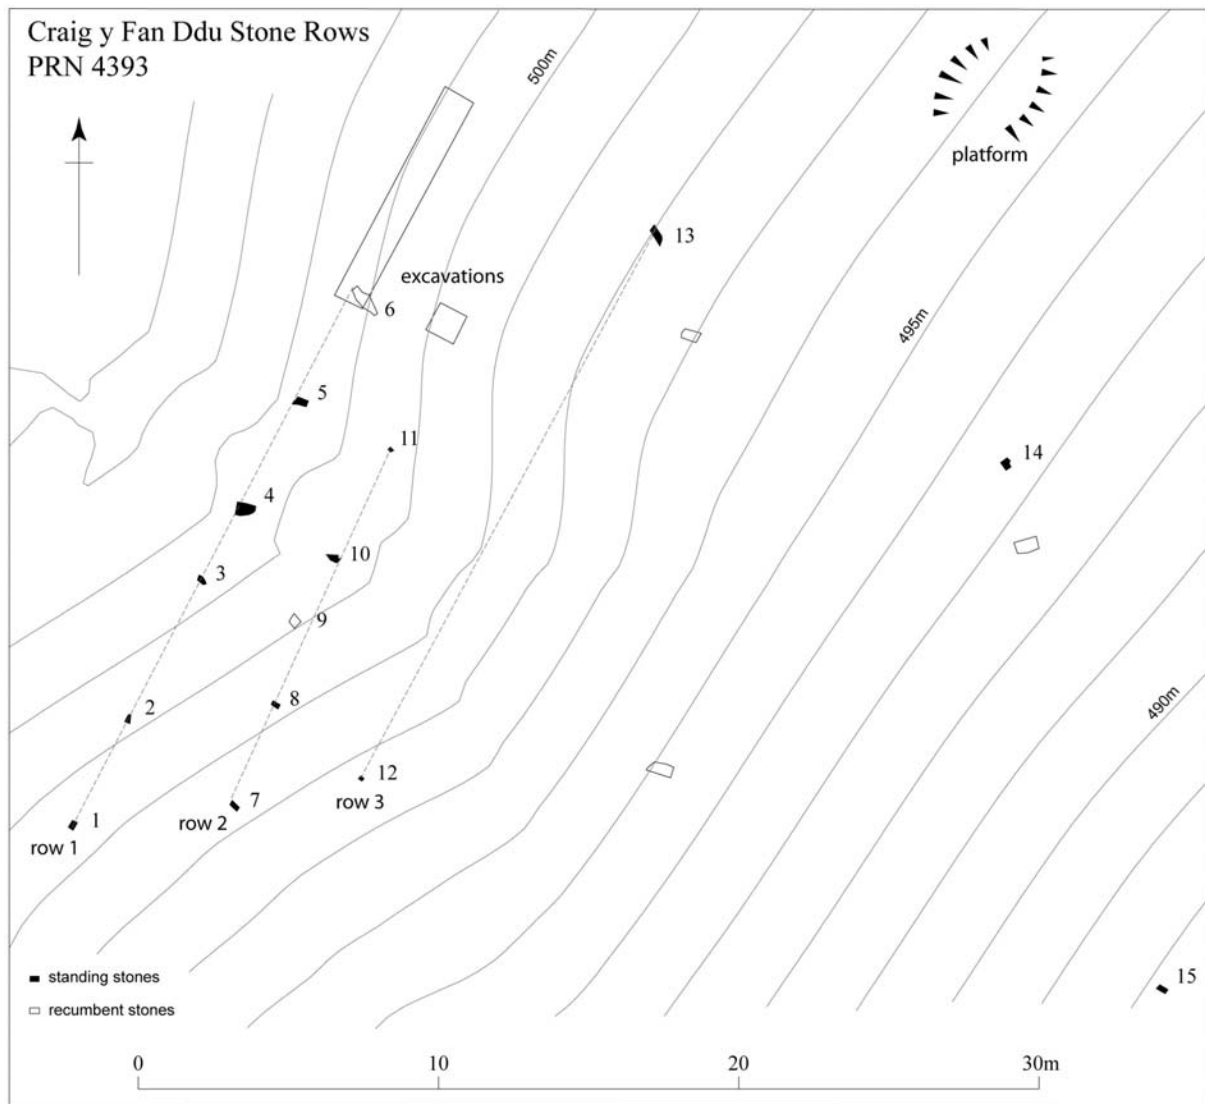 Craig y Fan Ddu Stone Rows
PRN 4393
500m
platform
13
excavations
6
495m
5
11
14
4
10
3
9
8
2
490m
12
7
row 3
1
row 2
row 1
15
standing stones
recumbent stones
0 10 20 30m